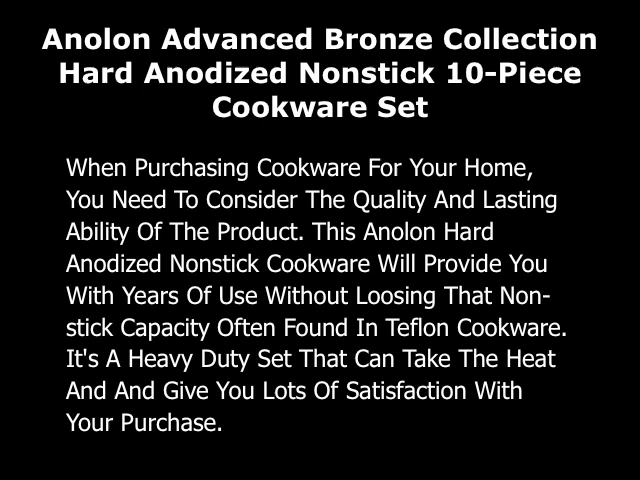 Anolon Advanced Bronze Collection
Hard Anodized Nonstick 10-Piece
Cookware Set
When Purchasing Cookware For Your Home,
You Need To Consider The Quality And Lasting
Ability Of The Product. This Anolon Hard
Anodized Nonstick Cookware Will Provide You
With Years Of Use Without Loosing That Non-
stick Capacity Often Found In Teflon Cookware.
It's A Heavy Duty Set That Can Take The Heat
And And Give You Lots Of Satisfaction With
Your Purchase.